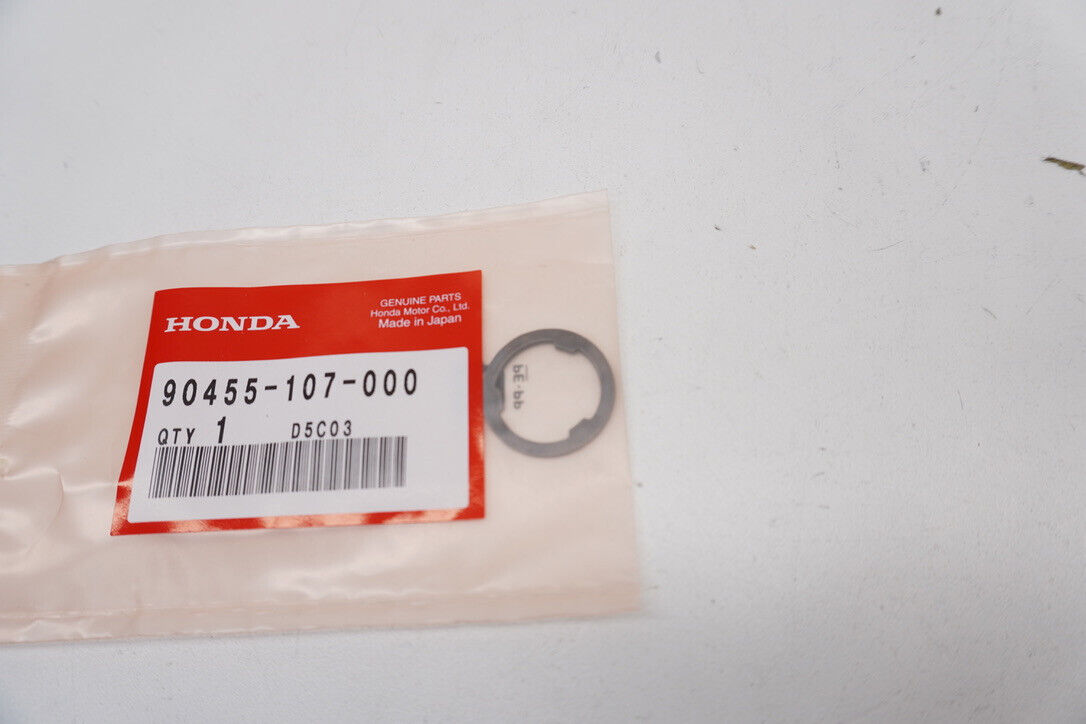 HONDA
GENUINE PARTS
Honda Motor Co., Ltd.
Made in Japan
90455-107-000
QTY 1 D5C03